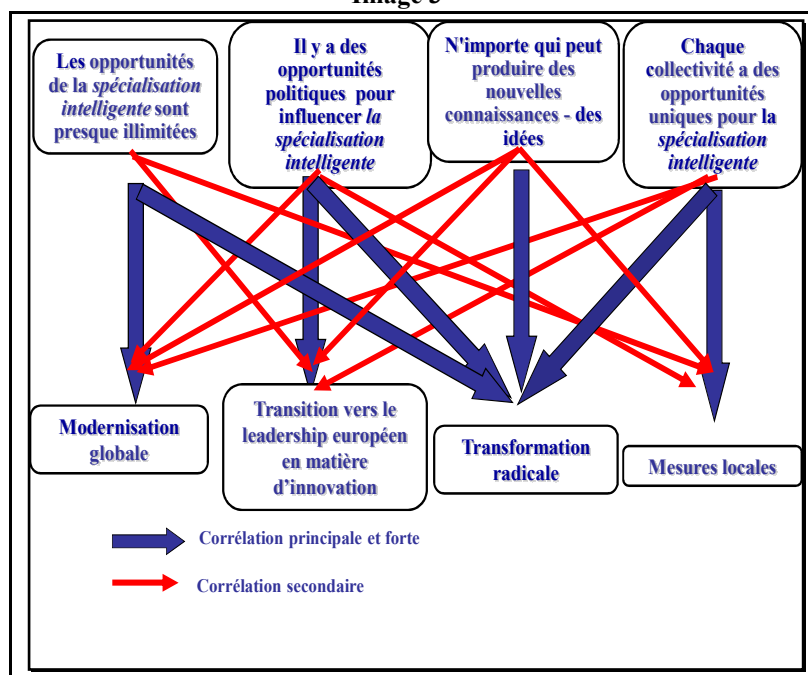 Les opportunités
de la spécialisation
intelligente sont
presque illimitées
Il y a des
opportunités
politiques pour
influencer la
spécialisation
intelligente
N'importe qui peut
produire des
nouvelles
connaissances - des
idées
Chaque
collectivité a des
opportunités
uniques pour la
spécialisation
intelligente
Modernisation
globale
Transition vers le
leadership européen
en matière
d'innovation
Transformation
radicale
Mesures locales
Corrélation principale et forte
Corrélation secondaire